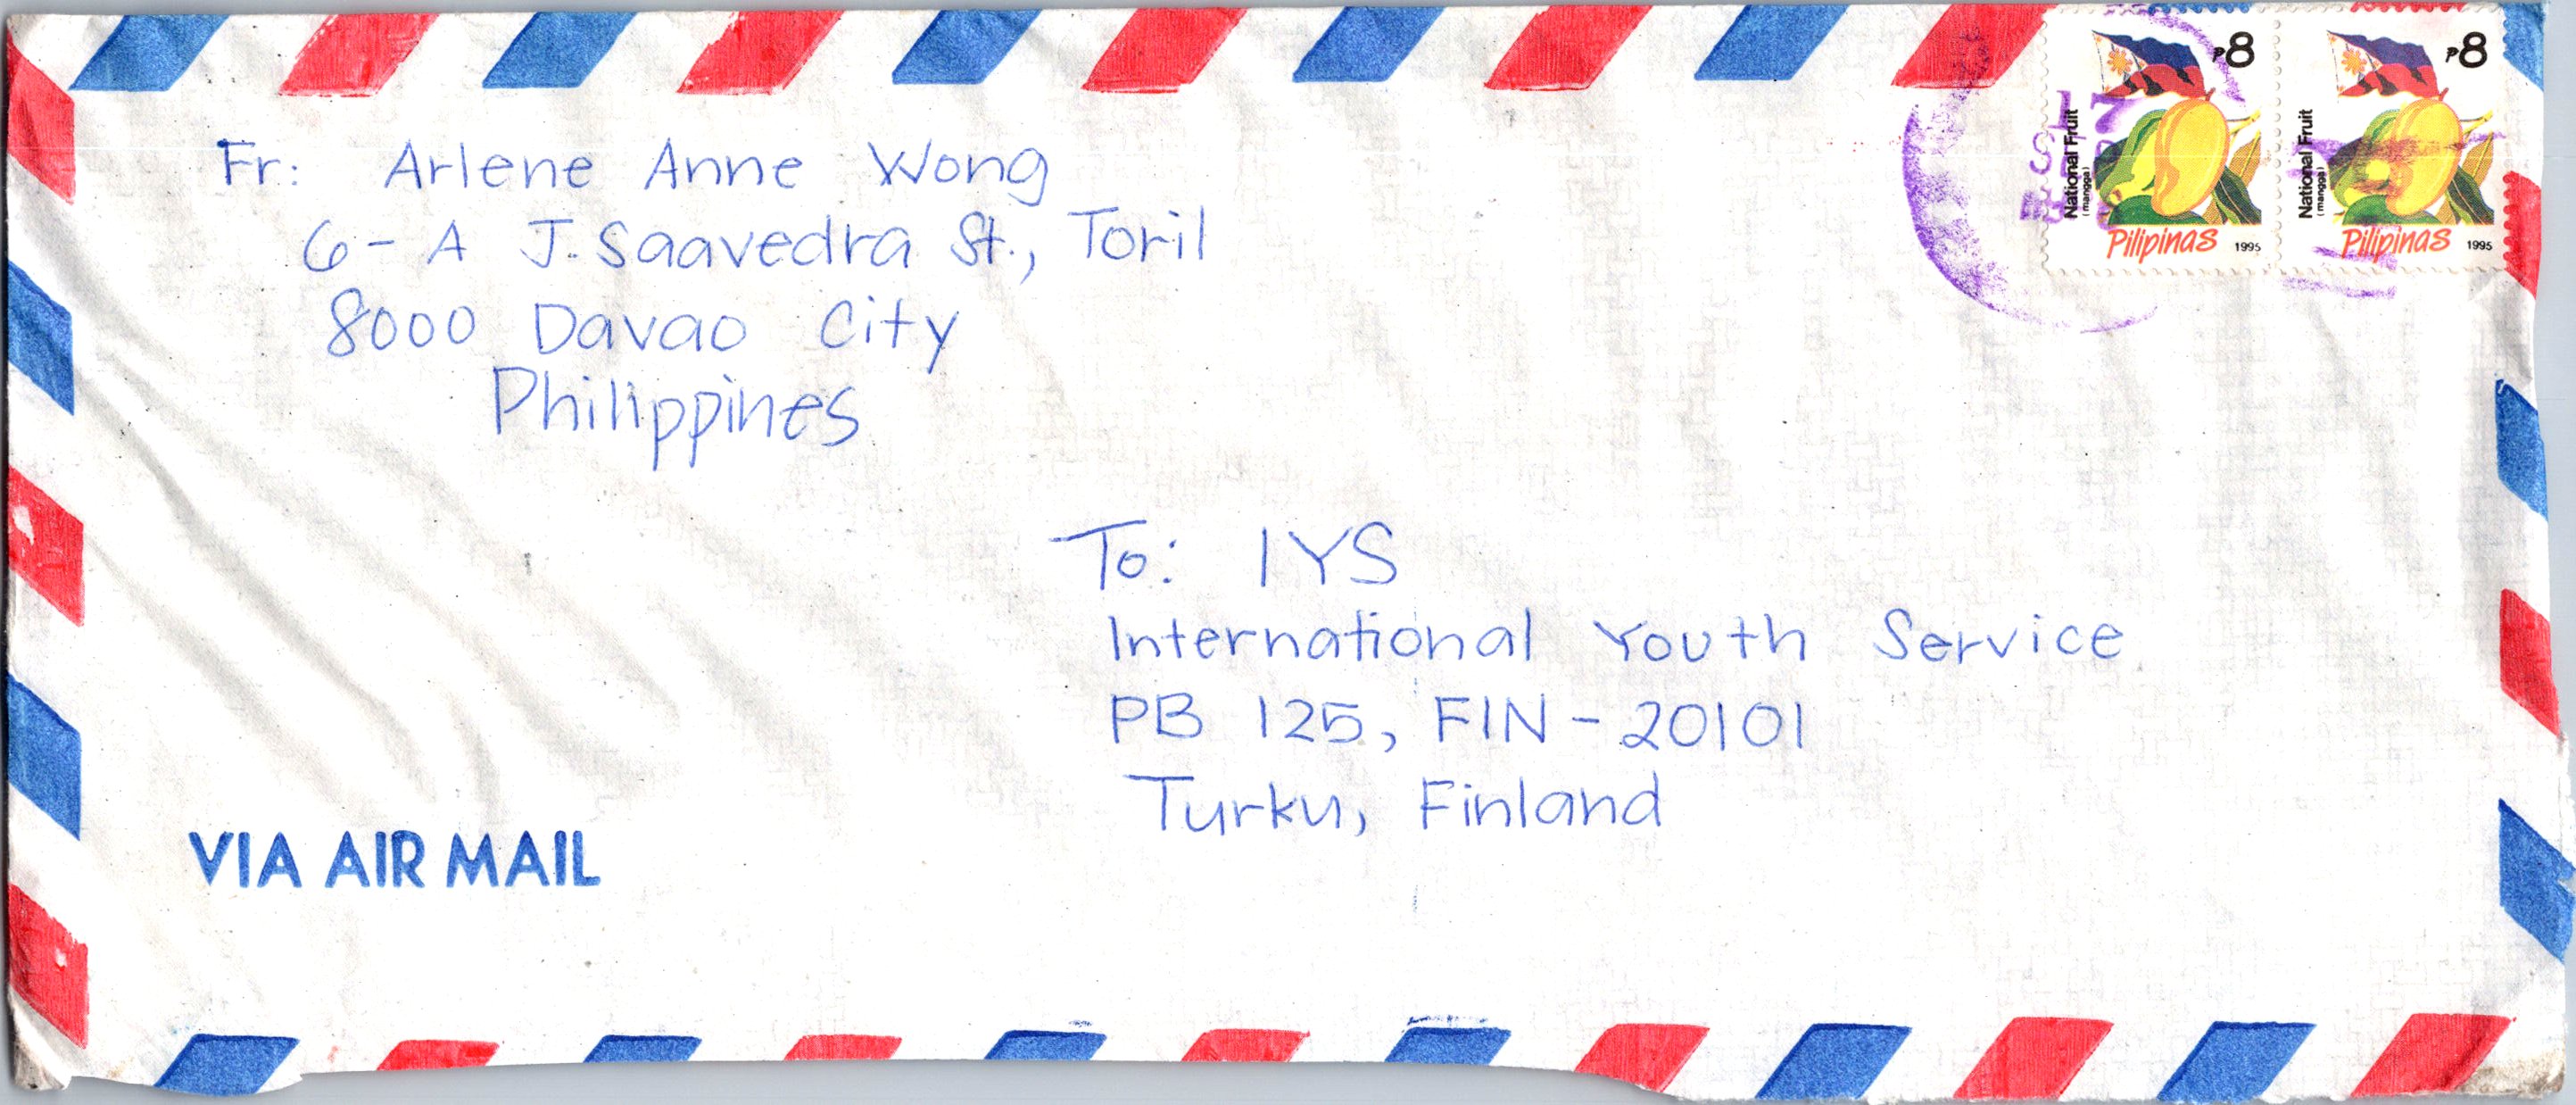 Fr: Arlene Anne Wong
6-A J. Saavedra St., Toril
8000 Davao City
Philippines
₱8
National Fruit
(mangga)
Pilipinas 1995
₱8
National Fruit
(mangga)
Pilipinas 1995
To: IYS
International Youth Service
PB 125, FIN-20101
Turku, Finland
VIA AIR MAIL